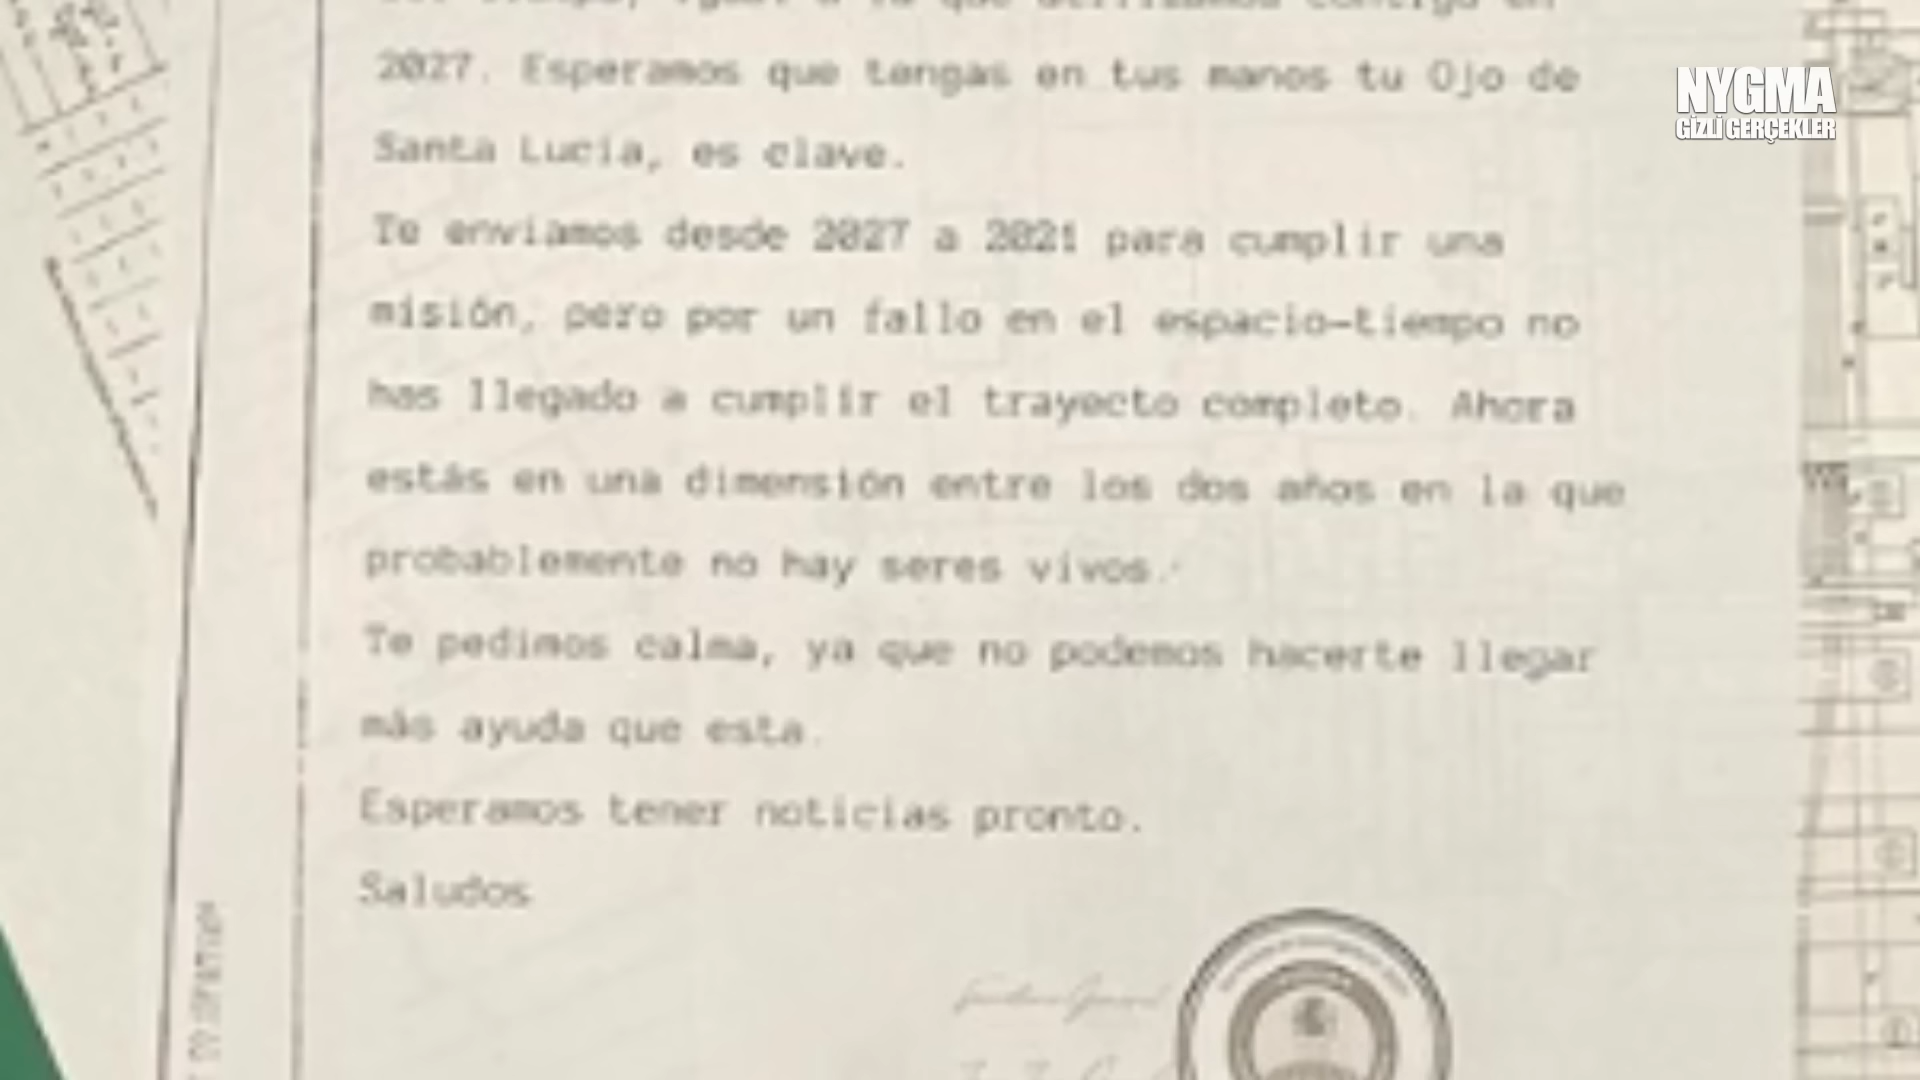 2027. Esperamos que tengas en tus manos tu Ojo de
Santa Lucía, es clave.
Te enviamos desde 2027 a 2021 para cumplir una
misión, pero por un fallo en el espacio-tiempo no
has llegado a cumplir el trayecto completo. Ahora
estás en una dimensión entre los dos años en la que
probablemente no hay seres vivos.
Te pedimos calma, ya que no podemos hacerte llegar
más ayuda que esta.
Esperamos tener noticias pronto.
Saludos
NYGMA
GİZLİ GERÇEKLER